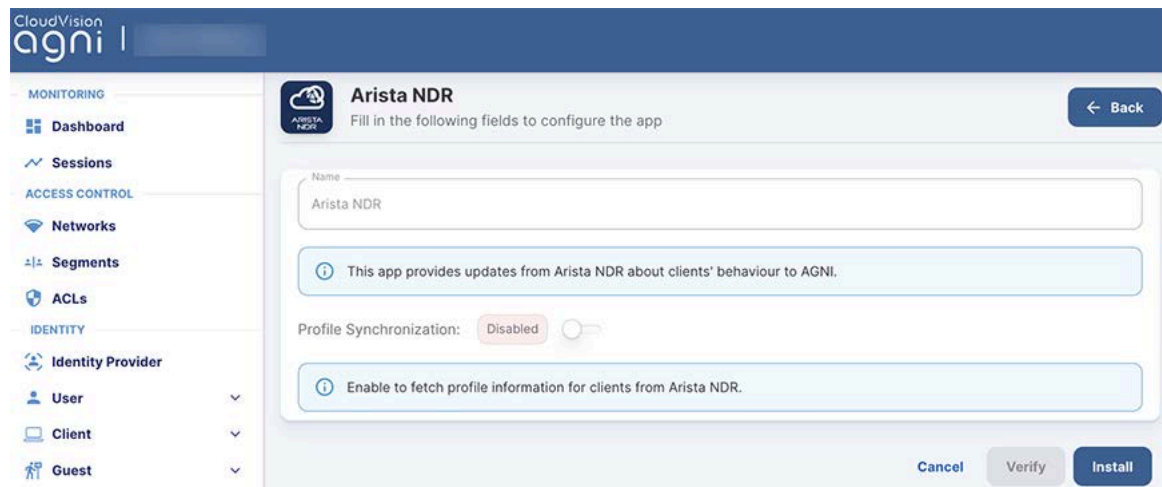 CloudVision
agni
MONITORING
Dashboard
Sessions
ACCESS CONTROL
Networks
Segments
ACLs
IDENTITY
Identity Provider
User
Client
Guest
ARISTA
NDR
Arista NDR
Fill in the following fields to configure the app
← Back
Name
Arista NDR
This app provides updates from Arista NDR about clients' behaviour to AGNI.
Profile Synchronization: Disabled
Enable to fetch profile information for clients from Arista NDR.
Cancel Verify Install